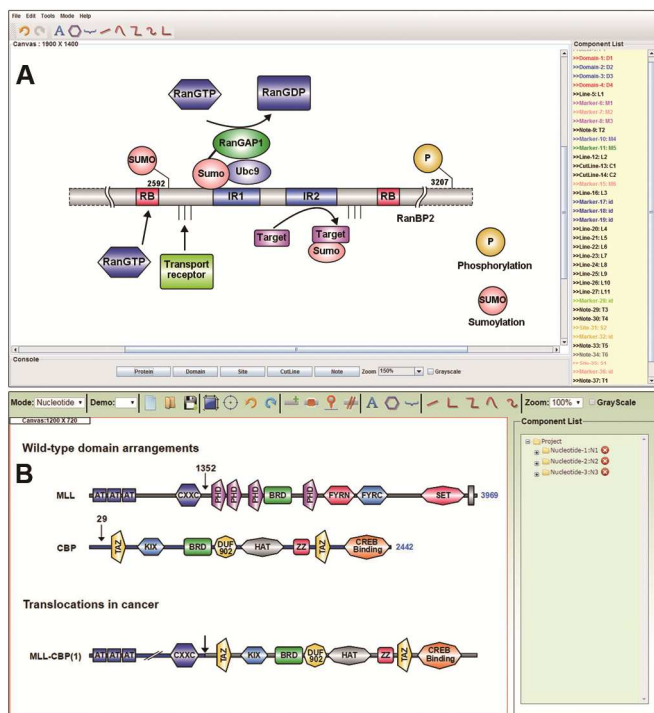 File Edit Tools Mode Help
Canvas : 1900 X 1400
Component List
A
RanGTP
RanGDP
RanGAP1
SUMO
Sumo
Ubc9
P
2592
3207
RB
IR1
IR2
RB
RanBP2
Target
Target
Sumo
RanGTP
Transport
receptor
P
Phosphorylation
SUMO
Sumoylation
>>Domain-1: D1
>>Domain-2: D2
>>Domain-3: D3
>>Domain-4: D4
>>Line-5: L1
>>Marker-6: M1
>>Marker-7: M2
>>Marker-8: M3
>>Note-9: T2
>>Marker-10: M4
>>Marker-11: M5
>>Line-12: L2
>>CutLine-13: C1
>>CutLine-14: C2
>>Marker-15: M6
>>Line-16: L3
>>Marker-17: id
>>Marker-18: id
>>Marker-19: id
>>Line-20: L4
>>Line-21: L5
>>Line-22: L6
>>Line-23: L7
>>Line-24: L8
>>Line-25: L9
>>Line-26: L10
>>Line-27: L11
>>Marker-28: id
>>Note-29: T3
>>Note-30: T4
>>Site-31: S2
>>Marker-32: id
>>Note-33: T5
>>Note-34: T6
>>Marker-36: id
>>Note-37: T1
Console
Protein Domain Site CutLine Note Zoom 150% Grayscale
Mode: Nucleotide Demo: Zoom: 100% GrayScale
Canvas:1200 X 720
Component List
Project
Nucleotide-1:N1
Nucleotide-2:N2
Nucleotide-3:N3
Wild-type domain arrangements
B
1352
MLL AT AT AT CXXC PHD PHD PHD BRD PHD FYRN FYRC SET 3969
29
CBP TAZ KIX BRD DUF 902 HAT ZZ TAZ CREB Binding 2442
Translocations in cancer
MLL-CBP(1) AT AT AT CXXC TAZ KIX BRD DUF 902 HAT ZZ TAZ CREB Binding